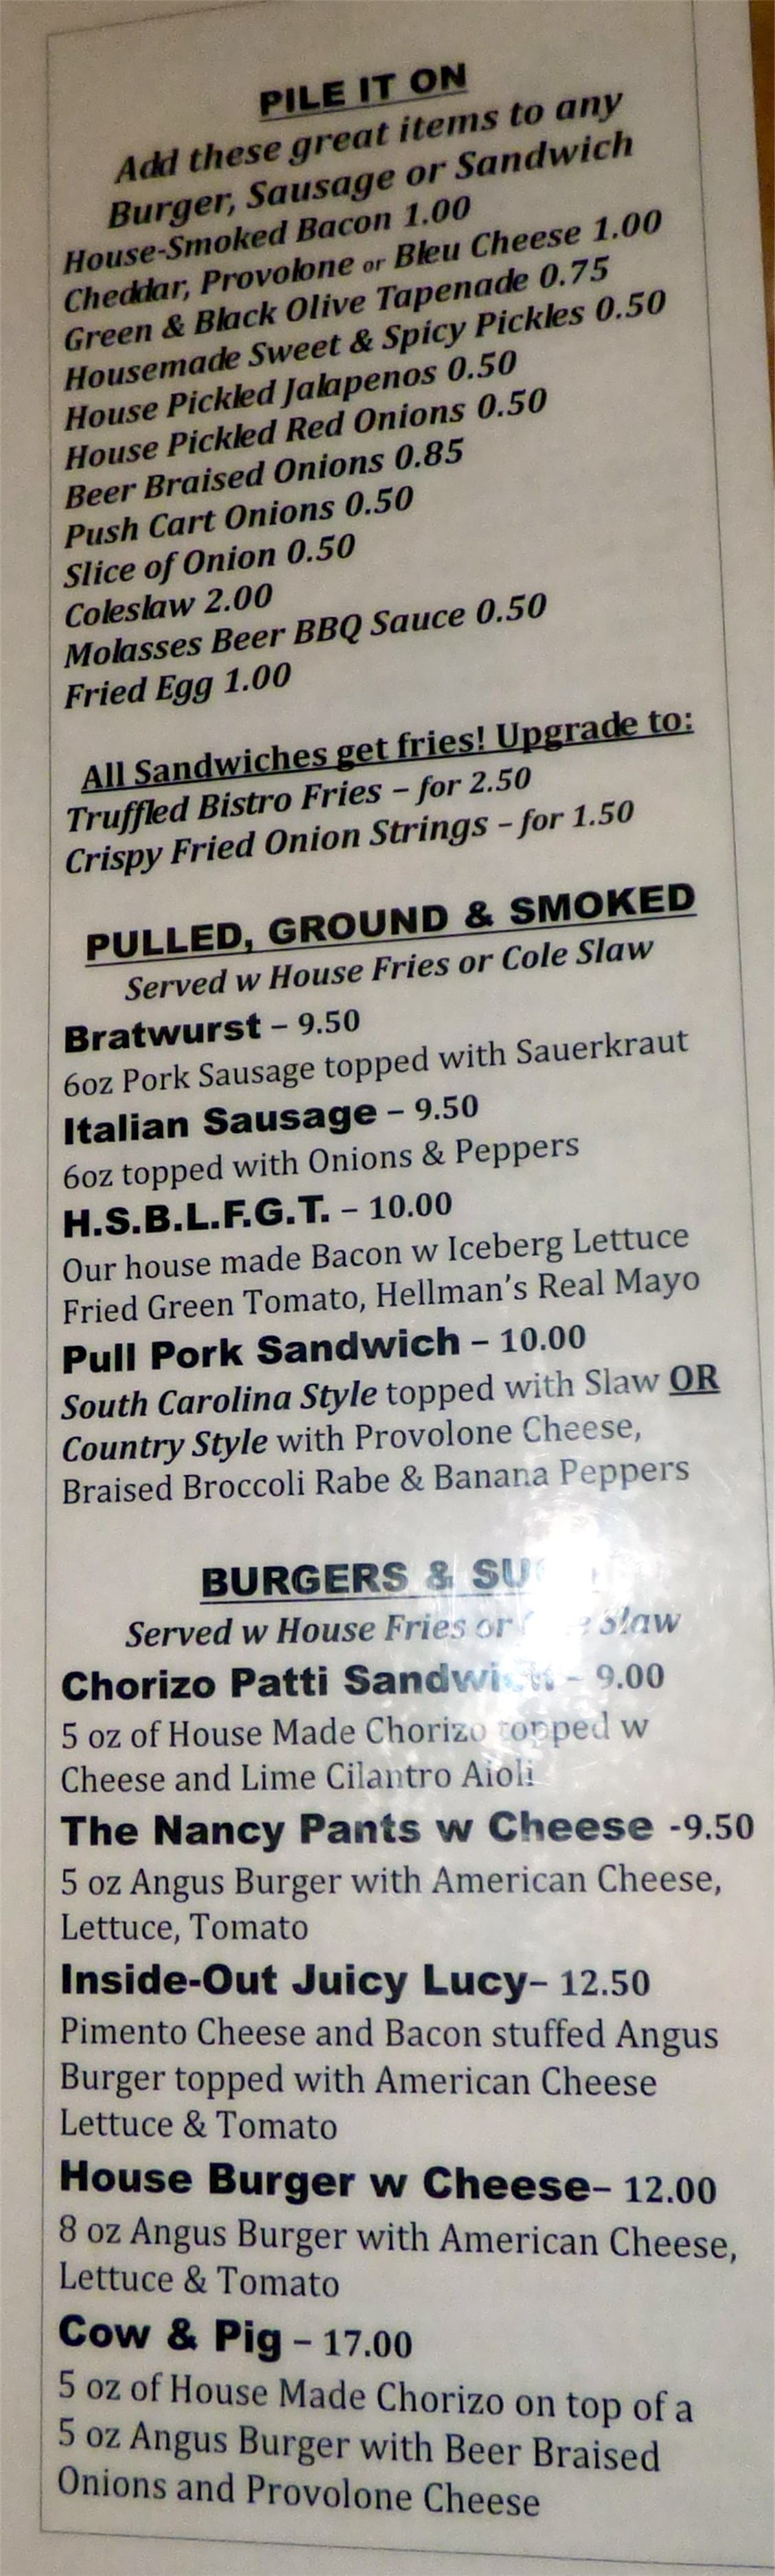 PILE IT ON
Add these great items to any
Burger, Sausage or Sandwich
House-Smoked Bacon 1.00
Cheddar, Provolone or Bleu Cheese 1.00
Green & Black Olive Tapenade 0.75
Housemade Sweet & Spicy Pickles 0.50
House Pickled Jalapenos 0.50
House Pickled Red Onions 0.50
Beer Braised Onions 0.85
Push Cart Onions 0.50
Slice of Onion 0.50
Coleslaw 2.00
Molasses Beer BBQ Sauce 0.50
Fried Egg 1.00
All Sandwiches get fries! Upgrade to:
Truffled Bistro Fries – for 2.50
Crispy Fried Onion Strings – for 1.50
PULLED, GROUND & SMOKED
Served w House Fries or Cole Slaw
Bratwurst – 9.50
6oz Pork Sausage topped with Sauerkraut
Italian Sausage – 9.50
6oz topped with Onions & Peppers
H.S.B.L.F.G.T. – 10.00
Our house made Bacon w Iceberg Lettuce
Fried Green Tomato, Hellman's Real Mayo
Pull Pork Sandwich – 10.00
South Carolina Style topped with Slaw OR
Country Style with Provolone Cheese,
Braised Broccoli Rabe & Banana Peppers
BURGERS &
Served w House Fries or Slaw
Chorizo Patti Sandwich – 9.00
5 oz of House Made Chorizo topped w
Cheese and Lime Cilantro Aioli
The Nancy Pants w Cheese -9.50
5 oz Angus Burger with American Cheese,
Lettuce, Tomato
Inside-Out Juicy Lucy– 12.50
Pimento Cheese and Bacon stuffed Angus
Burger topped with American Cheese
Lettuce & Tomato
House Burger w Cheese– 12.00
8 oz Angus Burger with American Cheese,
Lettuce & Tomato
Cow & Pig – 17.00
5 oz of House Made Chorizo on top of a
5 oz Angus Burger with Beer Braised
Onions and Provolone Cheese